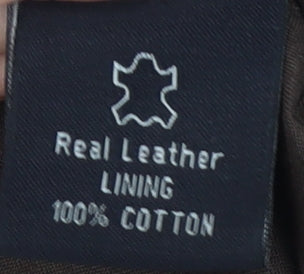 Real Leather
LINING
100% COTTON